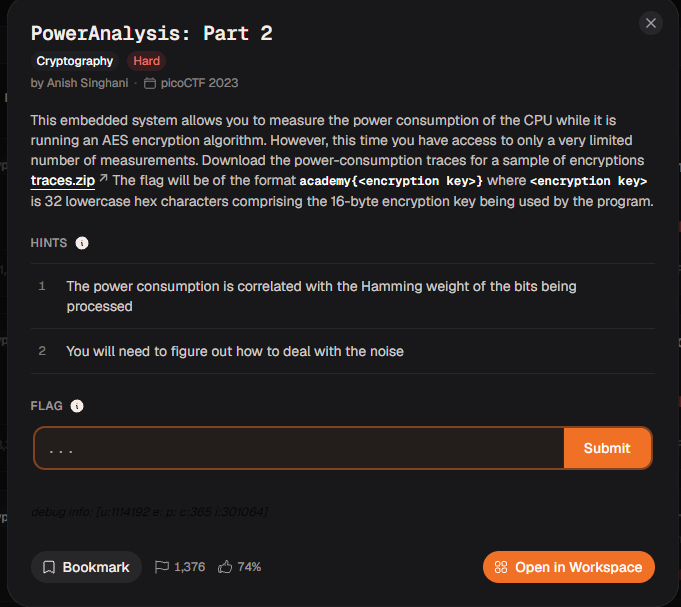 PowerAnalysis: Part 2
Cryptography Hard
by Anish Singhani · picoCTF 2023
This embedded system allows you to measure the power consumption of the CPU while it is
running an AES encryption algorithm. However, this time you have access to only a very limited
number of measurements. Download the power-consumption traces for a sample of encryptions
traces.zip ↗ The flag will be of the format academy{<encryption key>} where <encryption key>
is 32 lowercase hex characters comprising the 16-byte encryption key being used by the program.
HINTS
1 The power consumption is correlated with the Hamming weight of the bits being
processed
2 You will need to figure out how to deal with the noise
FLAG
...
Submit
debug info: [u:1114192 e: p: c:365 i:301064]
Bookmark 1,376 74% Open in Workspace